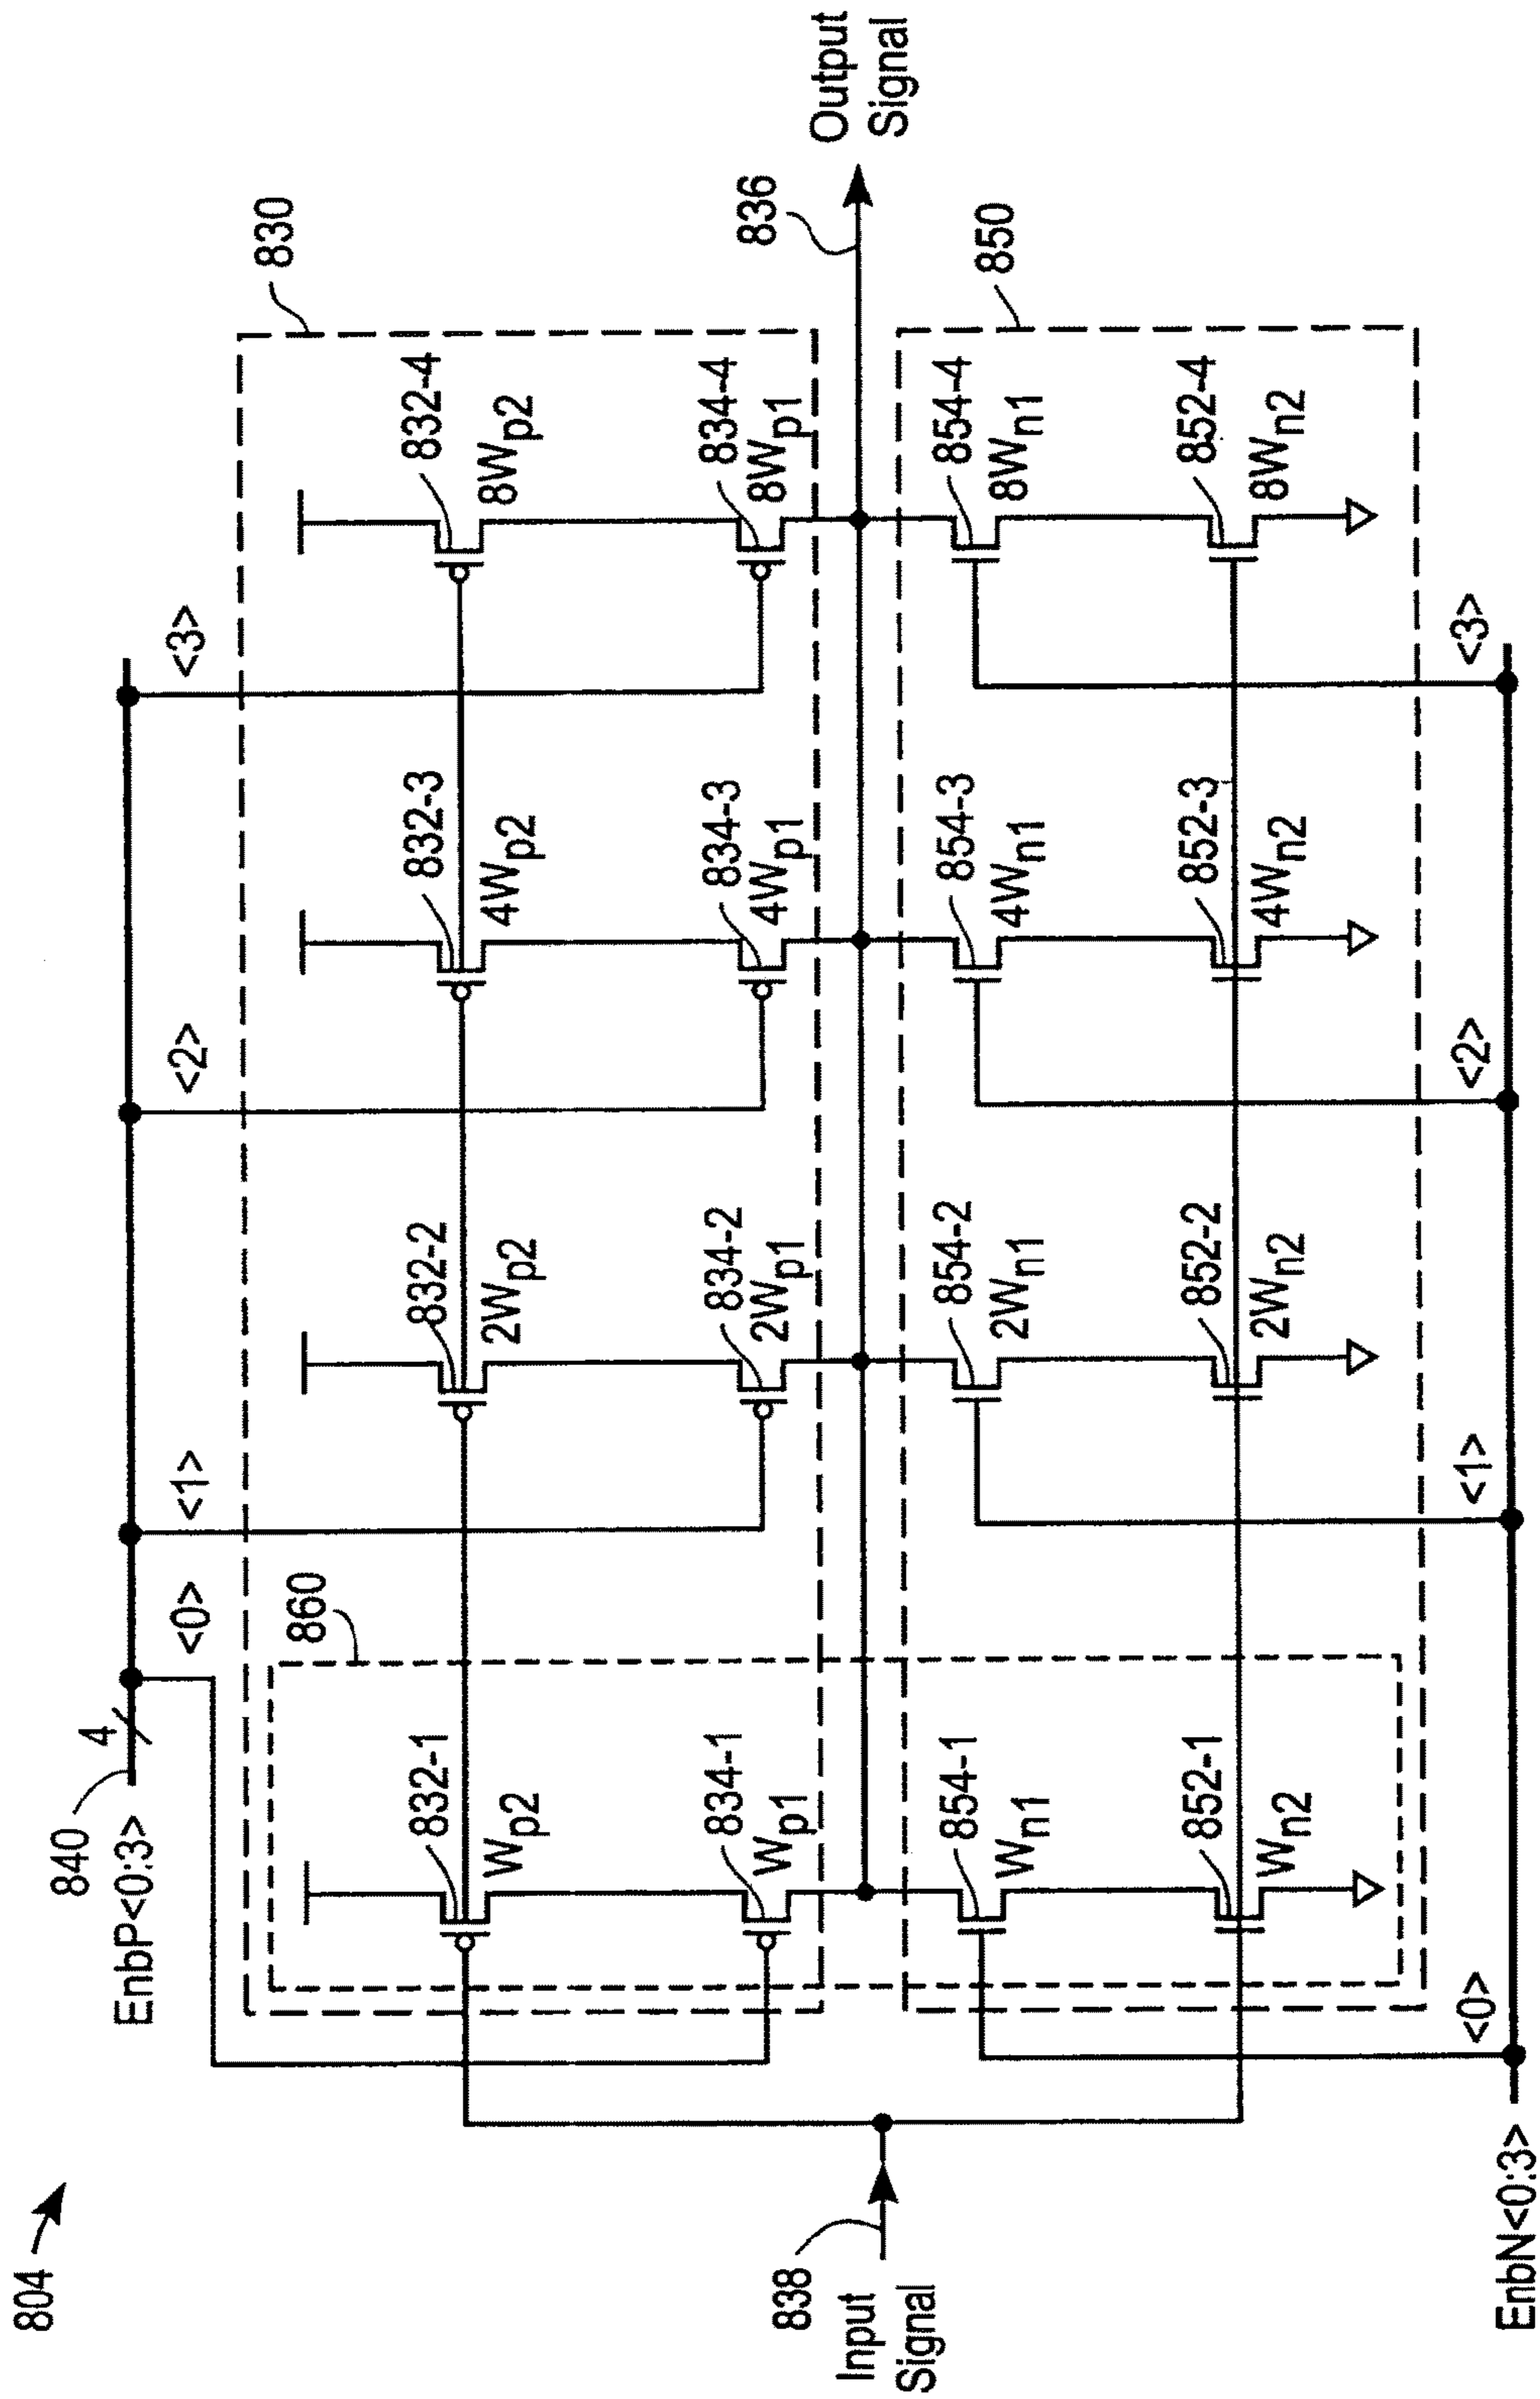 804
840
EnbP<0:3>
4
<0>
<1>
<2>
<3>
830
860
832-1
Wp2
832-2
2Wp2
832-3
4Wp2
832-4
8Wp2
834-1
Wp1
834-2
2Wp1
834-3
4Wp1
834-4
8Wp1
838
Input
Signal
836
Output
Signal
850
854-1
Wn1
854-2
2Wn1
854-3
4Wn1
854-4
8Wn1
852-1
Wn2
852-2
2Wn2
852-3
4Wn2
852-4
8Wn2
<0>
<1>
<2>
<3>
EnbN<0:3>